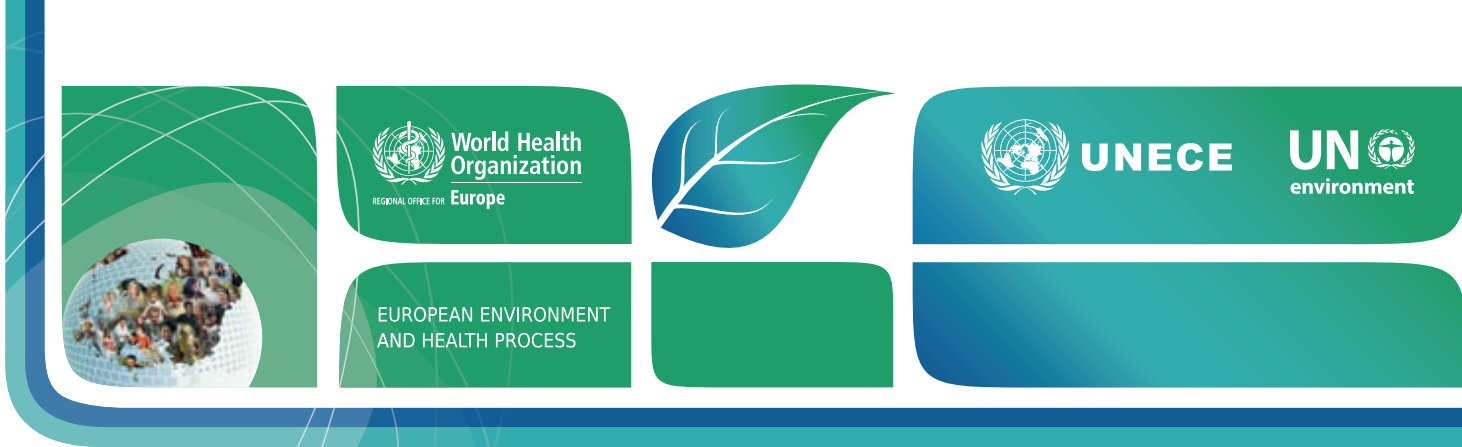 World Health
Organization
REGIONAL OFFICE FOR Europe
UNECE
UN
environment
EUROPEAN ENVIRONMENT
AND HEALTH PROCESS